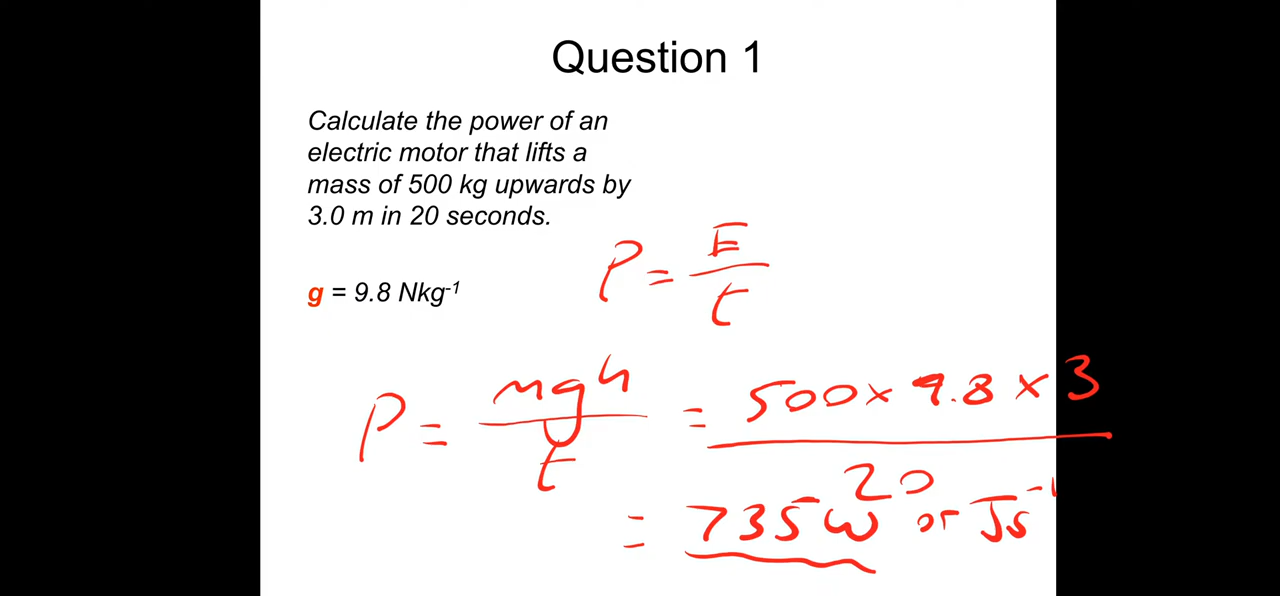 Question 1
Calculate the power of an
electric motor that lifts a
mass of 500 kg upwards by
3.0 m in 20 seconds.
g = 9.8 Nkg⁻¹
P = E/t
P = mgh/t = 500 × 9.8 × 3/20
= 735 W or Js⁻¹